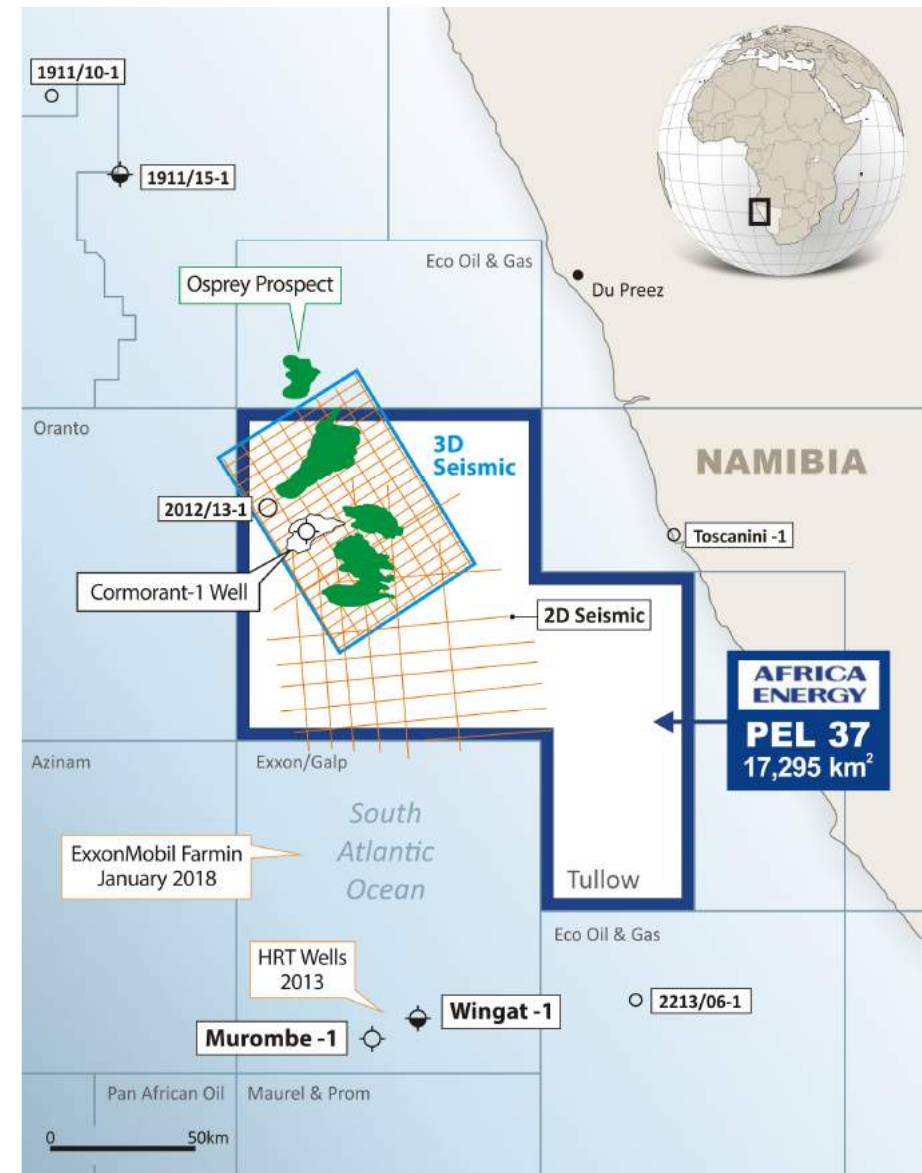 1911/10-1
1911/15-1
Eco Oil & Gas
Osprey Prospect
Du Preez
Oranto
3D
Seismic
NAMIBIA
2012/13-1
Toscanini -1
Cormorant-1 Well
2D Seismic
AFRICA
ENERGY
PEL 37
17,295 km²
Azinam
Exxon/Galp
South
Atlantic
Ocean
ExxonMobil Farmin
January 2018
Tullow
Eco Oil & Gas
HRT Wells
2013
Wingat -1
2213/06-1
Murombe -1
Pan African Oil
Maurel & Prom
0 50km